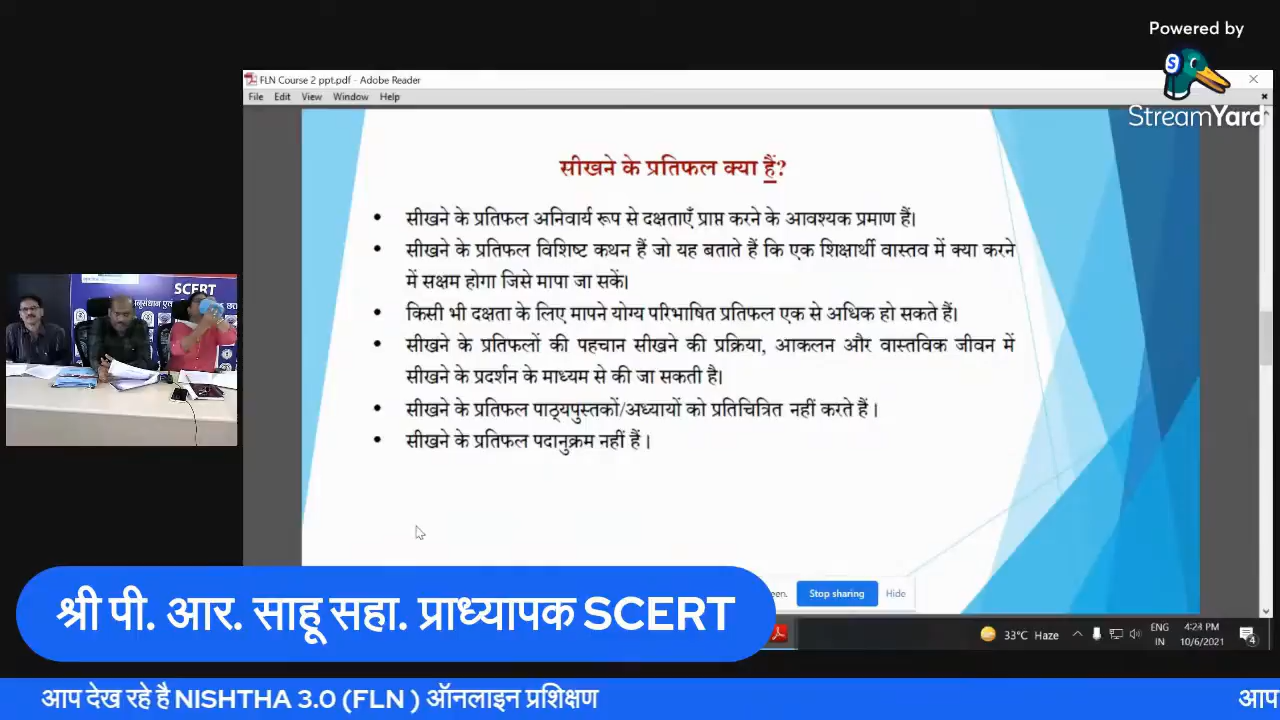 Powered by
StreamYard
FLN Course 2 ppt.pdf - Adobe Reader
File Edit View Window Help
सीखने के प्रतिफल क्या हैं?
• सीखने के प्रतिफल अनिवार्य रूप से दक्षताएँ प्राप्त करने के आवश्यक प्रमाण हैं।
• सीखने के प्रतिफल विशिष्ट कथन हैं जो यह बताते हैं कि एक शिक्षार्थी वास्तव में क्या करने
में सक्षम होगा जिसे मापा जा सकें।
• किसी भी दक्षता के लिए मापने योग्य परिभाषित प्रतिफल एक से अधिक हो सकते हैं।
• सीखने के प्रतिफलों की पहचान सीखने की प्रक्रिया, आकलन और वास्तविक जीवन में
सीखने के प्रदर्शन के माध्यम से की जा सकती है।
• सीखने के प्रतिफल पाठ्यपुस्तकों/अध्यायों को प्रतिचित्रित नहीं करते हैं।
• सीखने के प्रतिफल पदानुक्रम नहीं हैं।
SCERT
Stop sharing Hide
33°C Haze
ENG
IN
4:23 PM
10/6/2021
4
श्री पी. आर. साहू सहा. प्राध्यापक SCERT
आप देख रहे है NISHTHA 3.0 (FLN ) ऑनलाइन प्रशिक्षण
आप